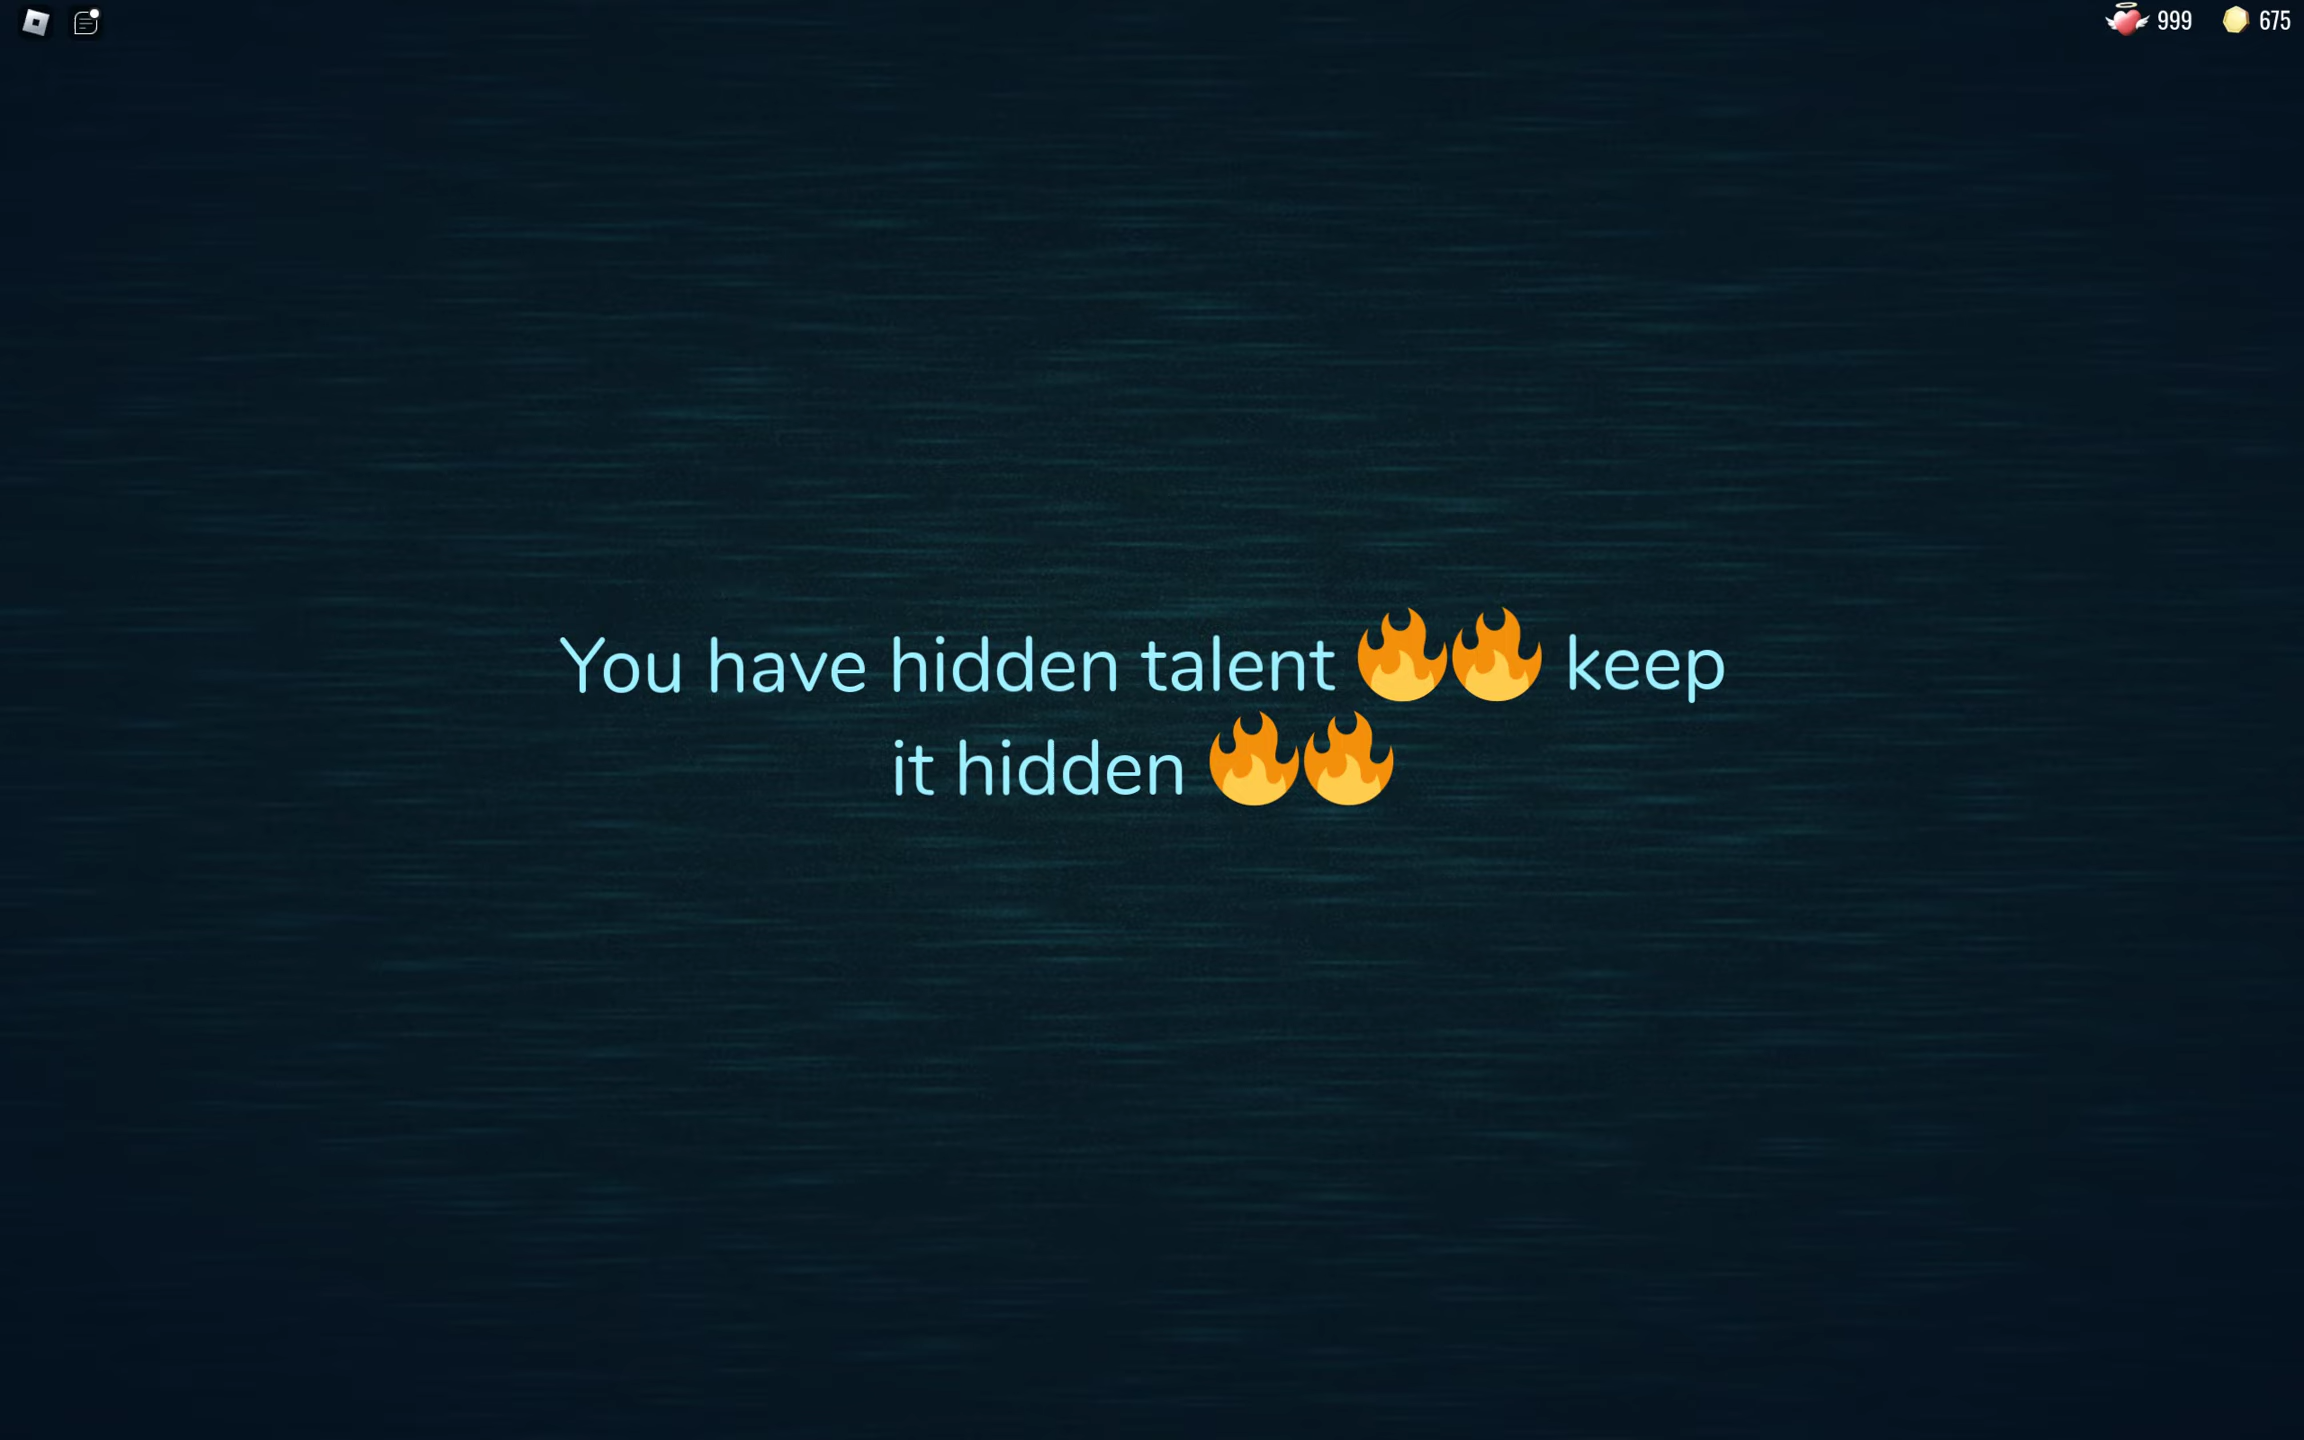 999 675
You have hidden talent 🔥🔥 keep
it hidden 🔥🔥